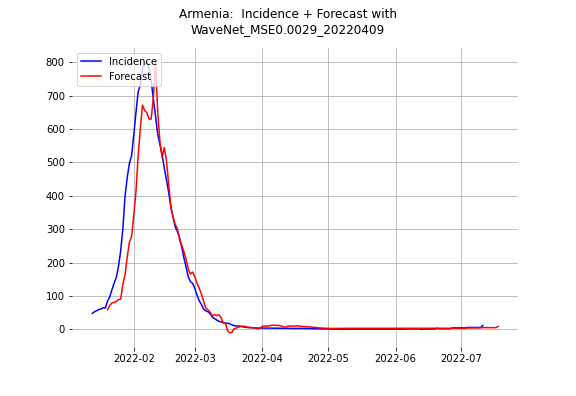 Armenia:  Incidence + Forecast with
WaveNet_MSE0.0029_20220409
Incidence
Forecast
800
700
600
500
400
300
200
100
0
2022-02 2022-03 2022-04 2022-05 2022-06 2022-07